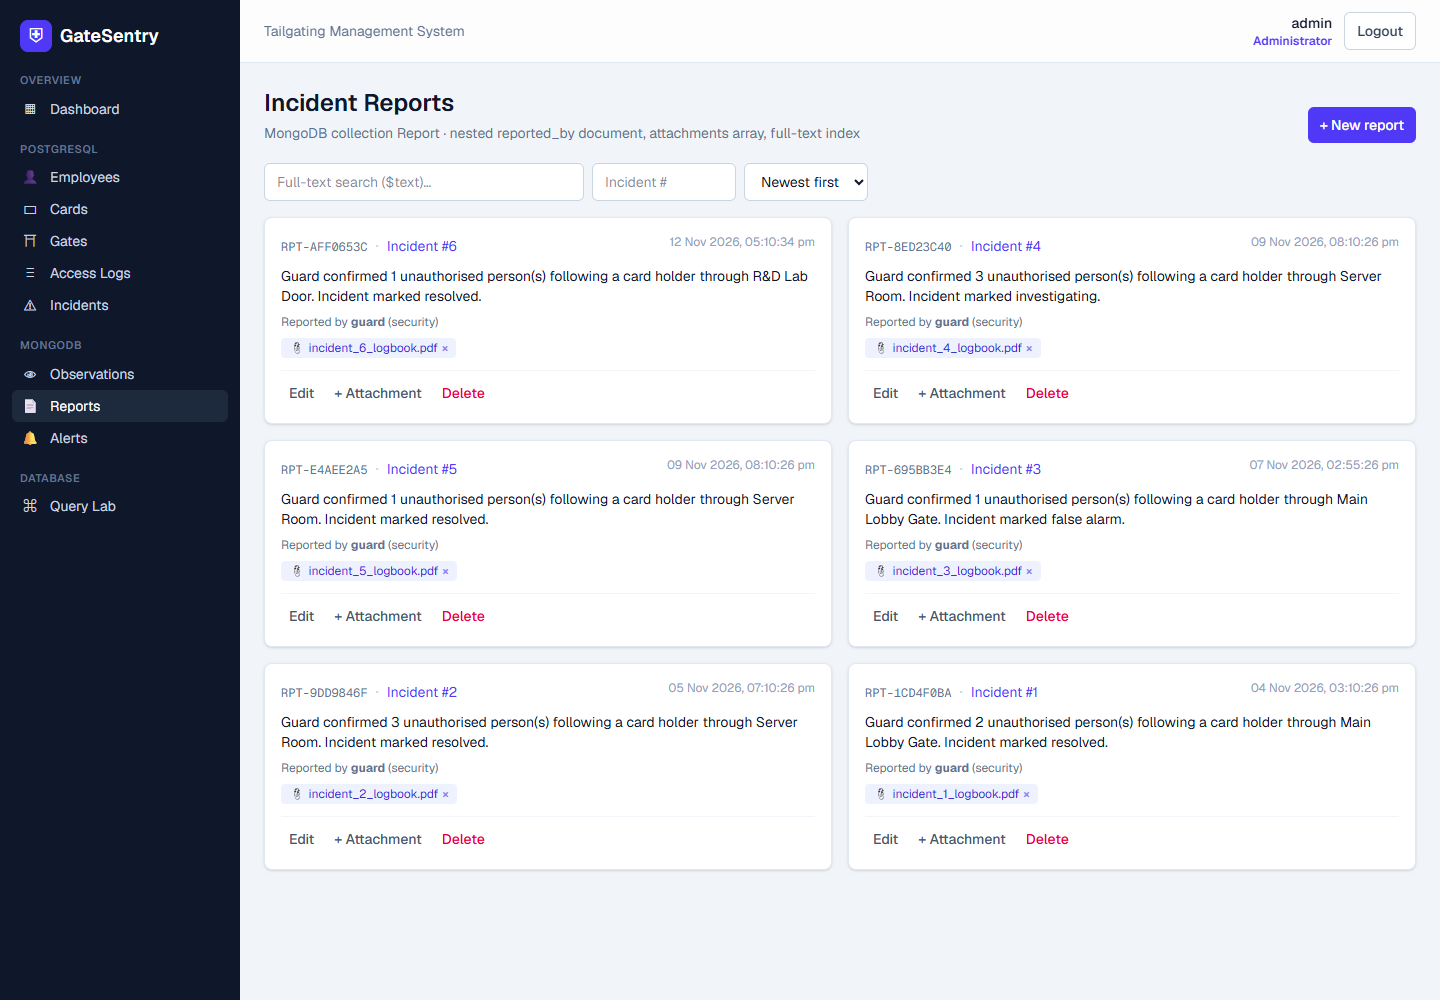 GateSentry
OVERVIEW
Dashboard
POSTGRESQL
Employees
Cards
Gates
Access Logs
Incidents
MONGODB
Observations
Reports
Alerts
DATABASE
Query Lab
Tailgating Management System
admin
Administrator
Logout
Incident Reports
MongoDB collection Report · nested reported_by document, attachments array, full-text index
+ New report
Full-text search ($text)...
Incident #
Newest first
RPT-AFF0653C · Incident #6
12 Nov 2026, 05:10:34 pm
Guard confirmed 1 unauthorised person(s) following a card holder through R&D Lab
Door. Incident marked resolved.
Reported by guard (security)
incident_6_logbook.pdf ×
Edit + Attachment Delete
RPT-8ED23C40 · Incident #4
09 Nov 2026, 08:10:26 pm
Guard confirmed 3 unauthorised person(s) following a card holder through Server
Room. Incident marked investigating.
Reported by guard (security)
incident_4_logbook.pdf ×
Edit + Attachment Delete
RPT-E4AEE2A5 · Incident #5
09 Nov 2026, 08:10:26 pm
Guard confirmed 1 unauthorised person(s) following a card holder through Server
Room. Incident marked resolved.
Reported by guard (security)
incident_5_logbook.pdf ×
Edit + Attachment Delete
RPT-695BB3E4 · Incident #3
07 Nov 2026, 02:55:26 pm
Guard confirmed 1 unauthorised person(s) following a card holder through Main
Lobby Gate. Incident marked false alarm.
Reported by guard (security)
incident_3_logbook.pdf ×
Edit + Attachment Delete
RPT-9DD9846F · Incident #2
05 Nov 2026, 07:10:26 pm
Guard confirmed 3 unauthorised person(s) following a card holder through Server
Room. Incident marked resolved.
Reported by guard (security)
incident_2_logbook.pdf ×
Edit + Attachment Delete
RPT-1CD4F0BA · Incident #1
04 Nov 2026, 03:10:26 pm
Guard confirmed 2 unauthorised person(s) following a card holder through Main
Lobby Gate. Incident marked resolved.
Reported by guard (security)
incident_1_logbook.pdf ×
Edit + Attachment Delete